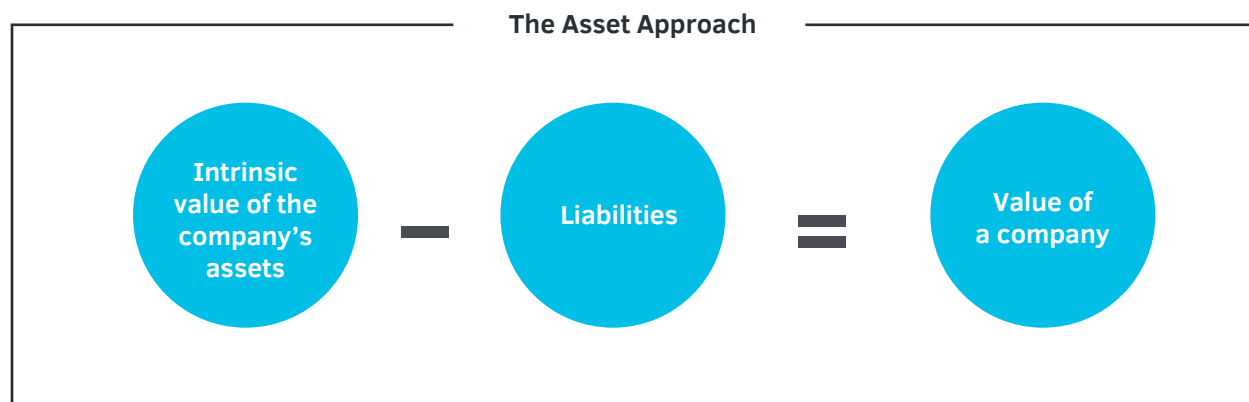 The Asset Approach
Intrinsic
value of the
company’s
assets
–
Liabilities
=
Value of
a company